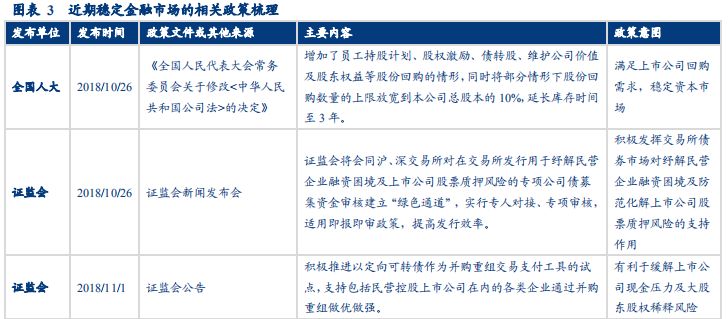 图表 3 近期稳定金融市场的相关政策梳理
发布单位 发布时间 政策文件或其他来源 主要内容 政策意图
全国人大 2018/10/26
《全国人民代表大会常务
委员会关于修改<中华人民
共和国公司法>的决定》
增加了员工持股计划、股权激励、债转股、维护公司价值
及股东权益等股份回购的情形,同时将部分情形下股份回
购数量的上限放宽到本公司总股本的 10%,延长库存时间
至 3 年。
满足上市公司回购
需求，稳定资本市
场
证监会 2018/10/26 证监会新闻发布会
证监会将会同沪、深交易所对在交易所发行用于纾解民营
企业融资困境及上市公司股票质押风险的专项公司债募
集资金审核建立“绿色通道”，实行专人对接、专项审核，
适用即报即审政策，提高发行效率。
积极发挥交易所债
券市场对纾解民营
企业融资困境及防
范化解上市公司股
票质押风险的支持
作用
证监会 2018/11/1 证监会公告
积极推进以定向可转债作为并购重组交易支付工具的试
点，支持包括民营控股上市公司在内的各类企业通过并购
重组做优做强。
有利于缓解上市公
司现金压力及大股
东股权稀释风险